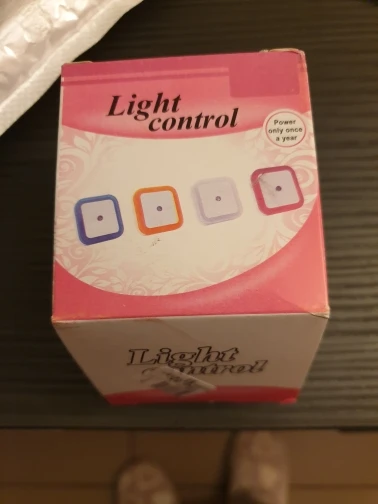 Light
control
Power
only once
a year
Light
Control